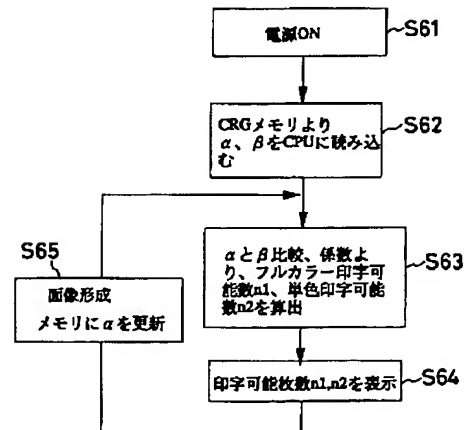 電源ON
S61
CRGメモリより
α、βをCPUに読み込
む
S62
S65
画像形成
メモリにαを更新
αとβ比較、係数よ
り、フルカラー印字可
能数n1、単色印字可能
数n2を算出
S63
印字可能枚数n1,n2を表示
S64